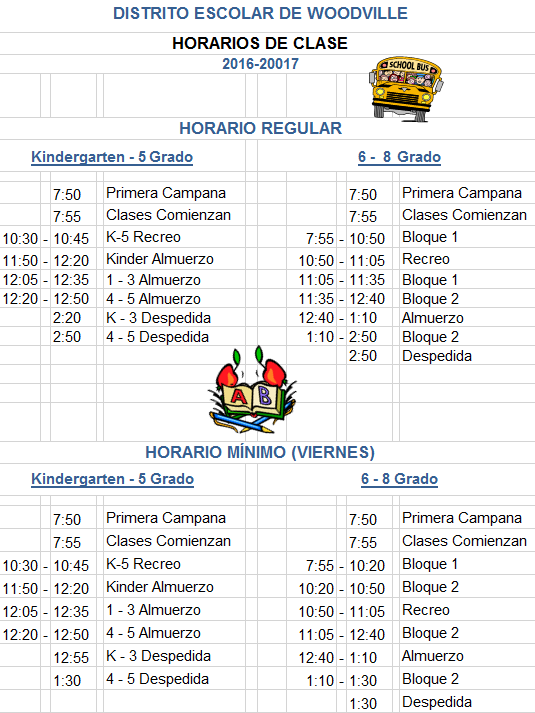 DISTRITO ESCOLAR DE WOODVILLE
HORARIOS DE CLASE
2016-20017
SCHOOL BUS
HORARIO REGULAR
Kindergarten - 5 Grado
7:50 Primera Campana
7:55 Clases Comienzan
10:30 - 10:45 K-5 Recreo
11:50 - 12:20 Kinder Almuerzo
12:05 - 12:35 1 - 3 Almuerzo
12:20 - 12:50 4 - 5 Almuerzo
2:20 K - 3 Despedida
2:50 4 - 5 Despedida
6 - 8 Grado
7:50 Primera Campana
7:55 Clases Comienzan
7:55 - 10:50 Bloque 1
10:50 - 11:05 Recreo
11:05 - 11:35 Bloque 1
11:35 - 12:40 Bloque 2
12:40 - 1:10 Almuerzo
1:10 - 2:50 Bloque 2
2:50 Despedida
A B
HORARIO MÍNIMO (VIERNES)
Kindergarten - 5 Grado
7:50 Primera Campana
7:55 Clases Comienzan
10:30 - 10:45 K-5 Recreo
11:50 - 12:20 Kinder Almuerzo
12:05 - 12:35 1 - 3 Almuerzo
12:20 - 12:50 4 - 5 Almuerzo
12:55 K - 3 Despedida
1:30 4 - 5 Despedida
6 - 8 Grado
7:50 Primera Campana
7:55 Clases Comienzan
7:55 - 10:20 Bloque 1
10:20 - 10:50 Bloque 2
10:50 - 11:05 Recreo
11:05 - 12:40 Bloque 2
12:40 - 1:10 Almuerzo
1:10 - 1:30 Bloque 2
1:30 Despedida